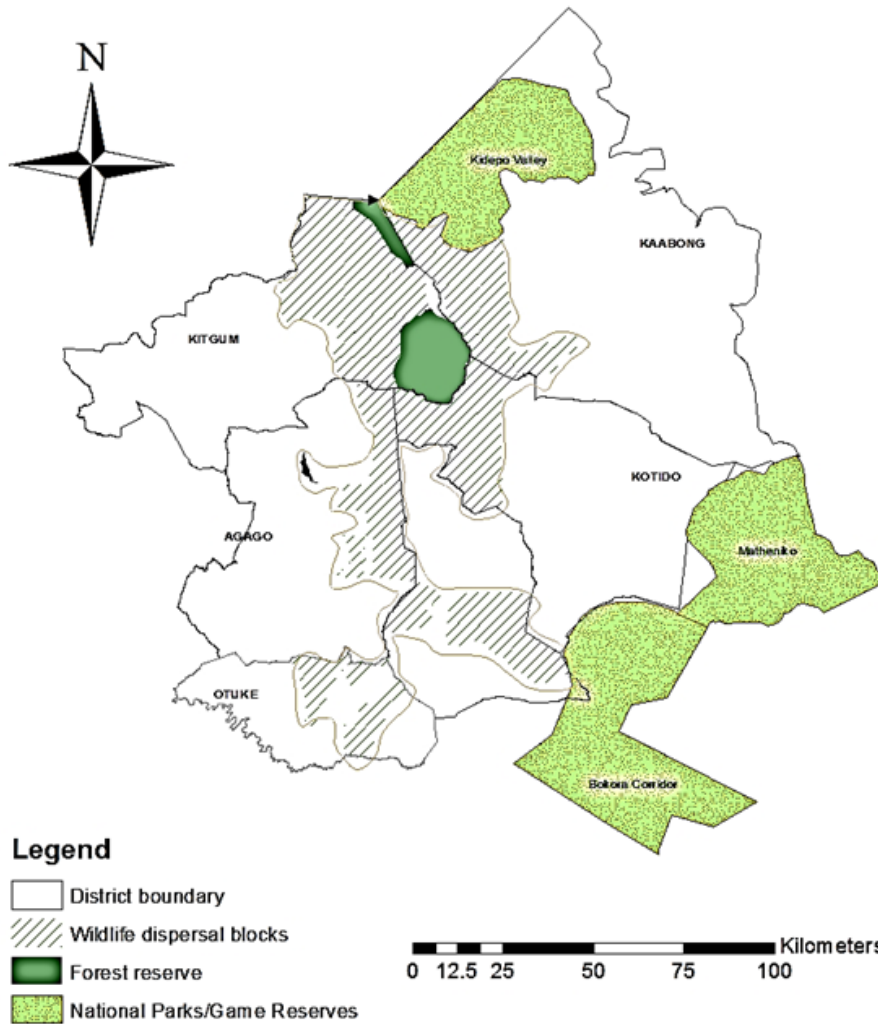 N
Kidepo Valley
KAABONG
KITGUM
KOTIDO
AGAGO
Matheniko
OTUKE
Bokora Corridor
Legend
District boundary
Wildlife dispersal blocks
Forest reserve
National Parks/Game Reserves
Kilometers
0 12.5 25 50 75 100